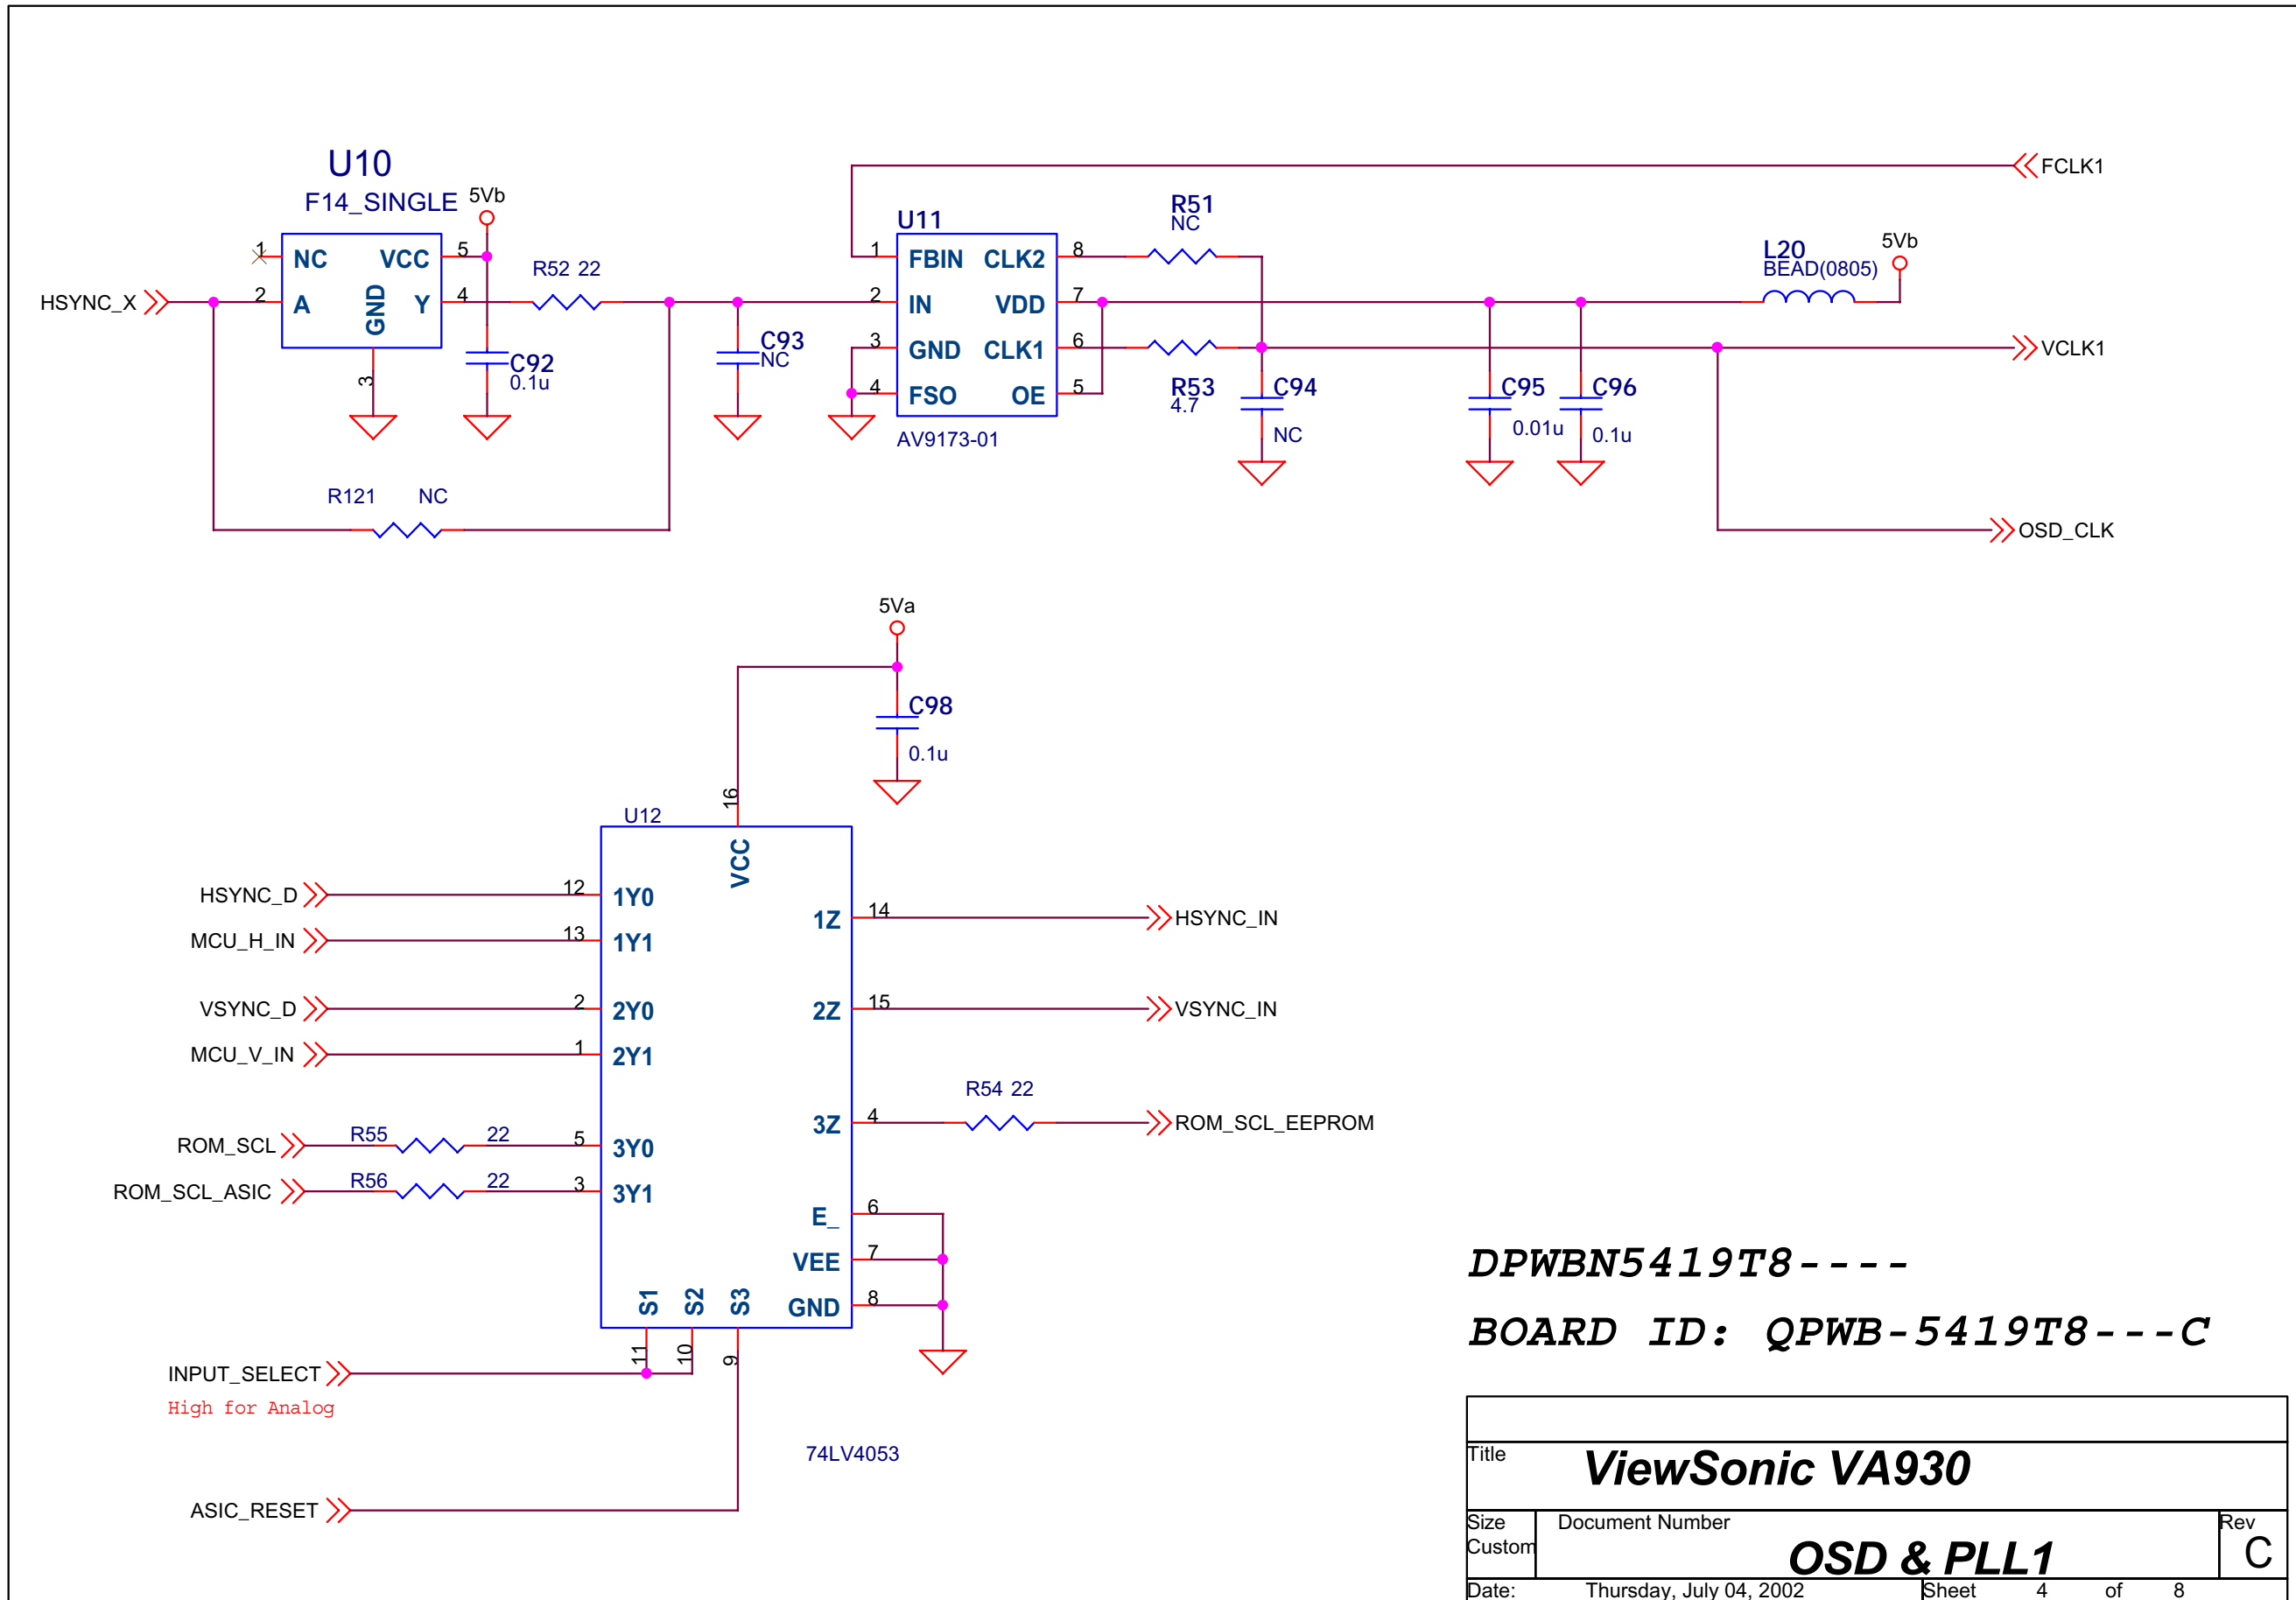 U10
F14_SINGLE
5Vb
1 NC VCC 5
HSYNC_X 2 A GND Y 4
3
R52 22
C92
0.1u
R121 NC
C93
NC
FCLK1
U11
1 FBIN CLK2 8
2 IN VDD 7
3 GND CLK1 6
4 FSO OE 5
AV9173-01
R51
NC
R53
4.7
C94
NC
L20
BEAD(0805)
5Vb
VCLK1
C95
0.01u
C96
0.1u
OSD_CLK
5Va
C98
0.1u
16
U12
VCC
HSYNC_D 12 1Y0
1Z 14 HSYNC_IN
MCU_H_IN 13 1Y1
VSYNC_D 2 2Y0
2Z 15 VSYNC_IN
MCU_V_IN 1 2Y1
R54 22
3Z 4 ROM_SCL_EEPROM
ROM_SCL R55 22 5 3Y0
ROM_SCL_ASIC R56 22 3 3Y1
E_ 6
VEE 7
GND 8
S1 S2 S3
11 10 9
INPUT_SELECT
High for Analog
74LV4053
ASIC_RESET
DPWBN5419T8----
BOARD ID: QPWB-5419T8---C
Title
ViewSonic VA930
Size
Custom
Document Number
OSD & PLL1
Rev
C
Date: Thursday, July 04, 2002 Sheet 4 of 8